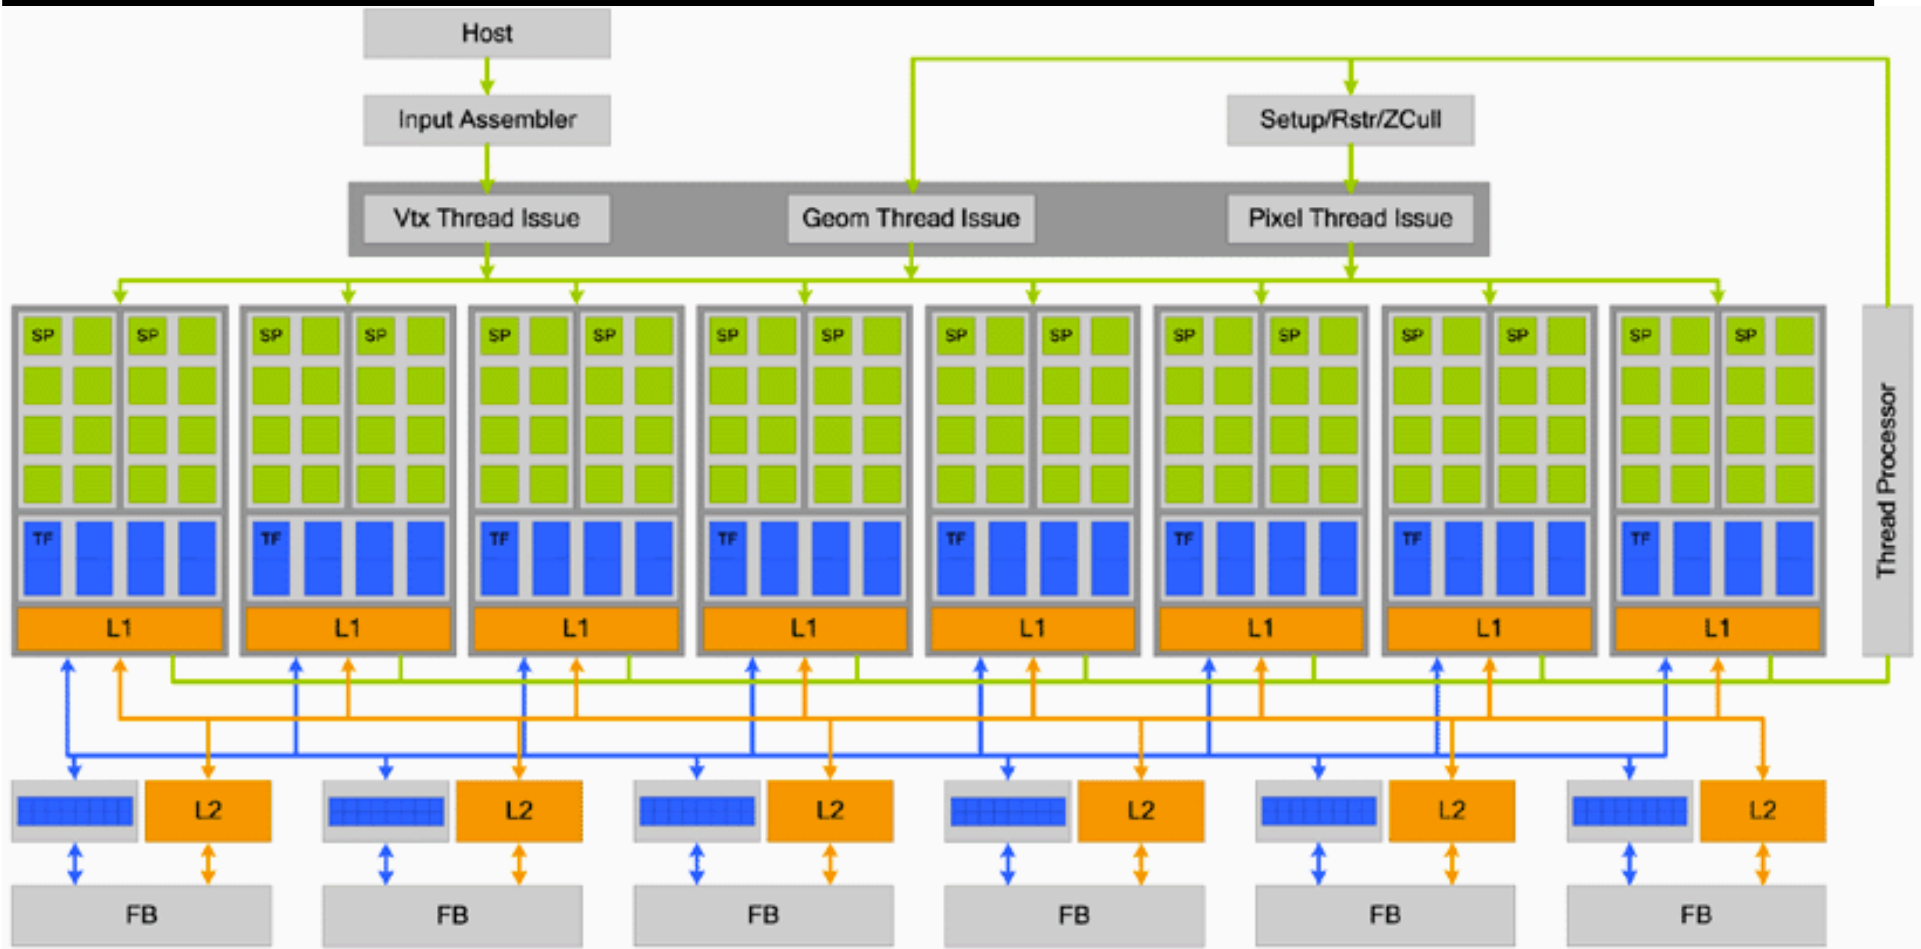 Host
Input Assembler
Setup/Rstr/ZCull
Vtx Thread Issue
Geom Thread Issue
Pixel Thread Issue
SP SP SP SP SP SP SP SP SP SP SP SP SP SP SP SP
Thread Processor
TF TF TF TF TF TF TF TF
L1 L1 L1 L1 L1 L1 L1 L1
L2 L2 L2 L2 L2 L2
FB FB FB FB FB FB